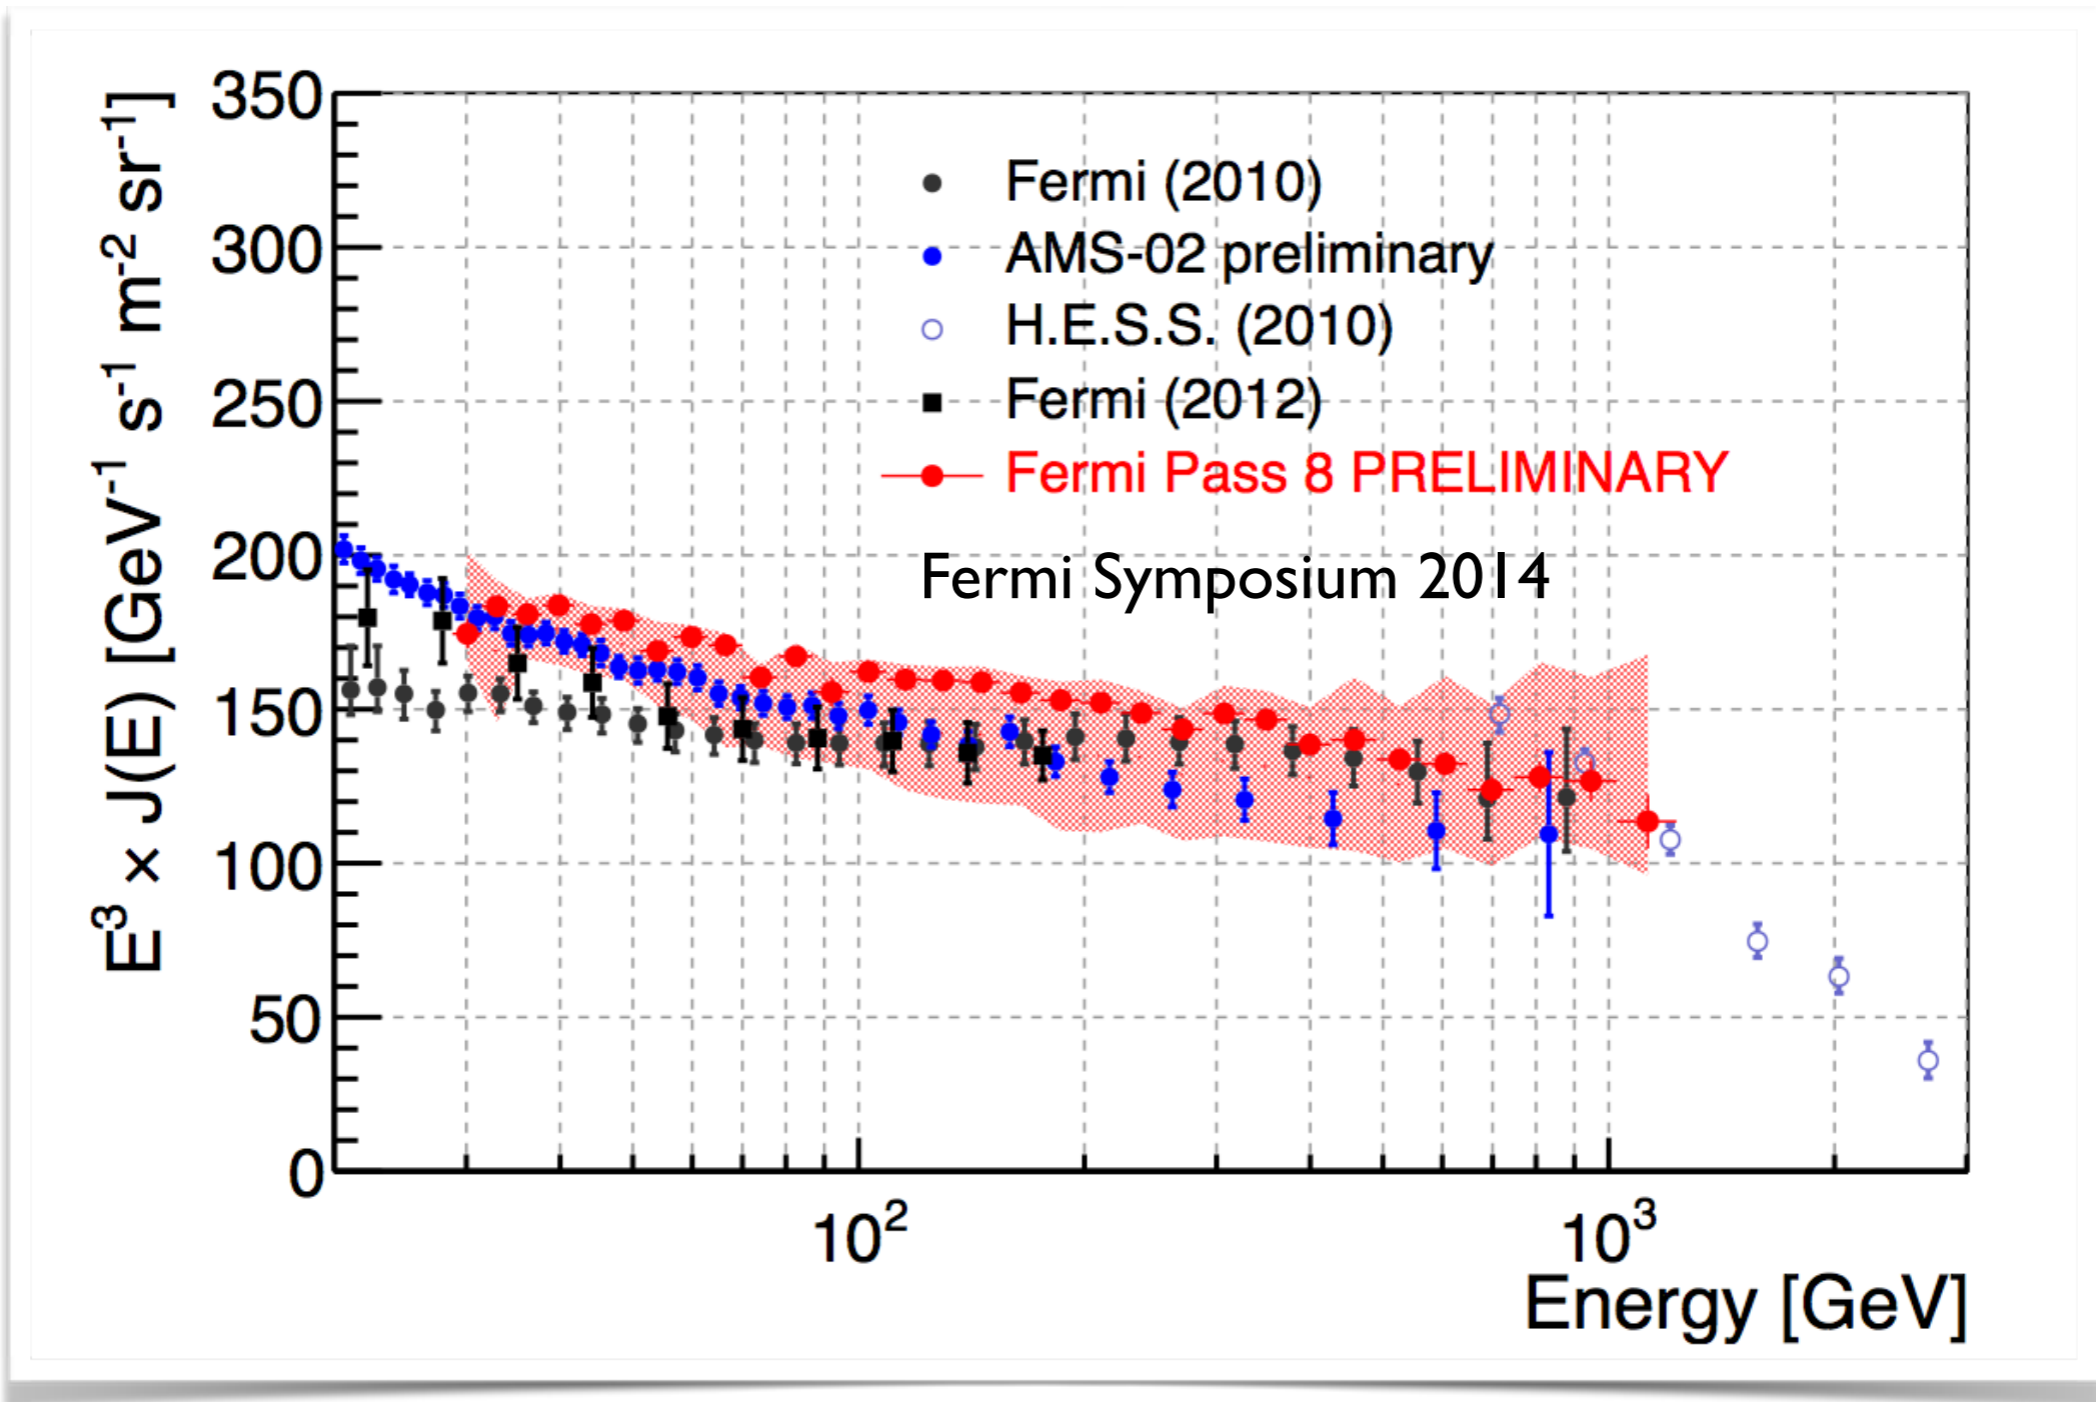 E³ × J(E) [GeV⁻¹ s⁻¹ m⁻² sr⁻¹]
350
300
250
200
150
100
50
0
Fermi (2010)
AMS-02 preliminary
H.E.S.S. (2010)
Fermi (2012)
Fermi Pass 8 PRELIMINARY
Fermi Symposium 2014
10²
10³
Energy [GeV]